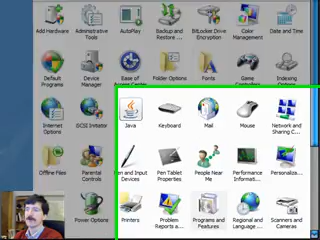 Add Hardware Administrative Tools AutoPlay Backup and Restore ... BitLocker Drive Encryption Color Management Date and Time
Default Programs Device Manager Ease of Access Center Folder Options Fonts Game Controllers Indexing Options
Internet Options iSCSI Initiator Java Keyboard Mail Mouse Network and Sharing C...
Offline Files Parental Controls Pen and Input Devices Pen Tablet Properties People Near Me Performance Informati... Personaliza...
Power Options Printers Problem Reports a... Programs and Features Regional and Language ... Scanners and Cameras